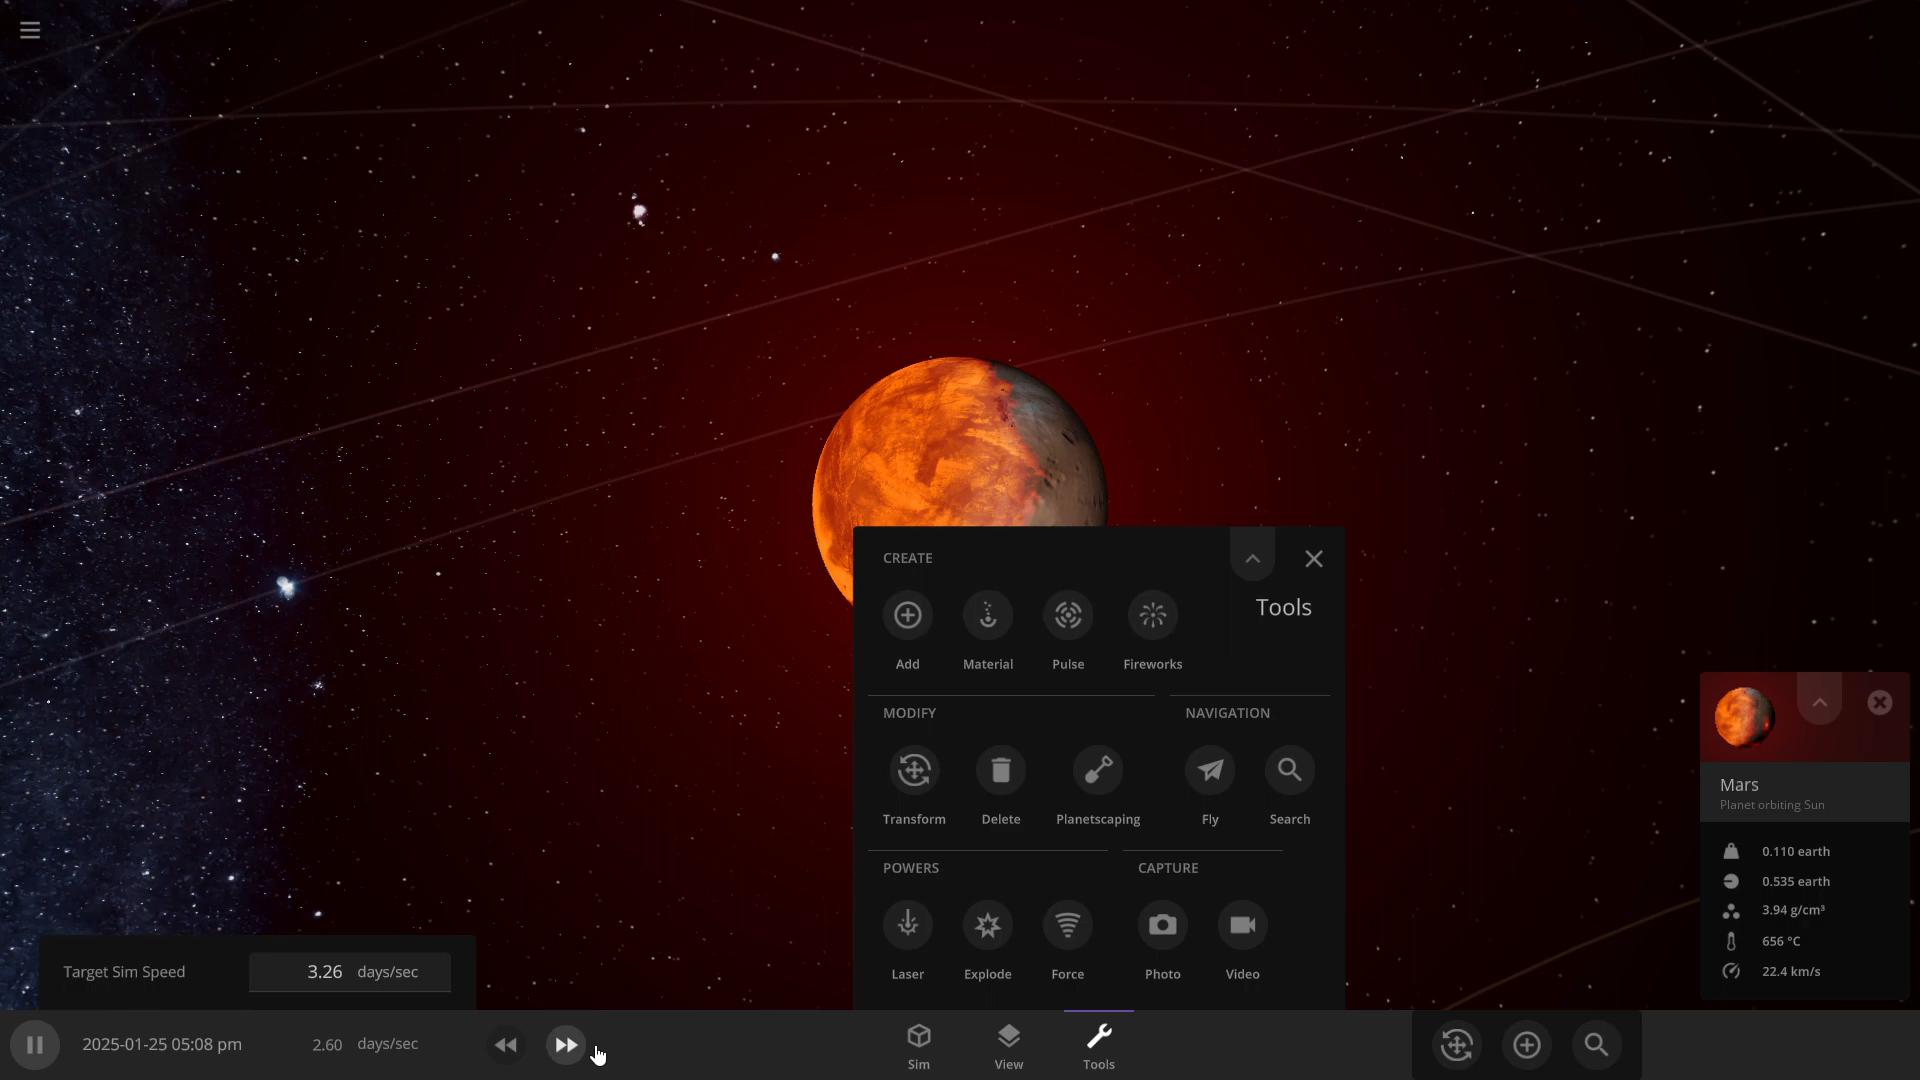 CREATE
Tools
Add
Material
Pulse
Fireworks
MODIFY
NAVIGATION
Transform
Delete
Planetscaping
Fly
Search
POWERS
CAPTURE
Laser
Explode
Force
Photo
Video
Mars
Planet orbiting Sun
0.110 earth
0.535 earth
3.94 g/cm³
656 °C
22.4 km/s
Target Sim Speed 3.26 days/sec
2025-01-25 05:08 pm 2.60 days/sec
Sim
View
Tools